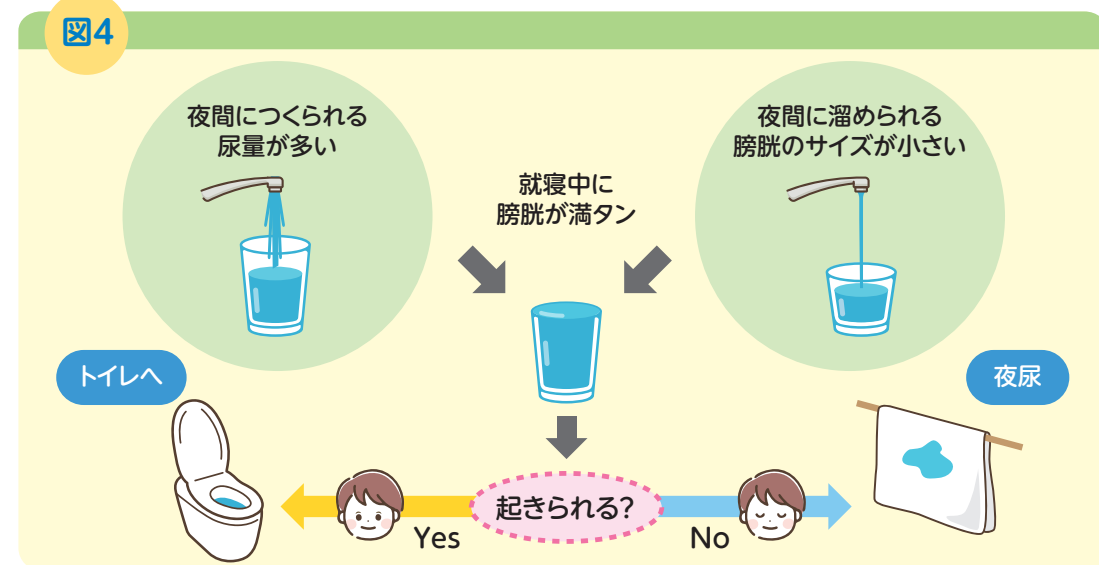 図4
夜間につくられる
尿量が多い
就寝中に
膀胱が満タン
夜間に溜められる
膀胱のサイズが小さい
トイレへ
夜尿
起きられる?
Yes
No